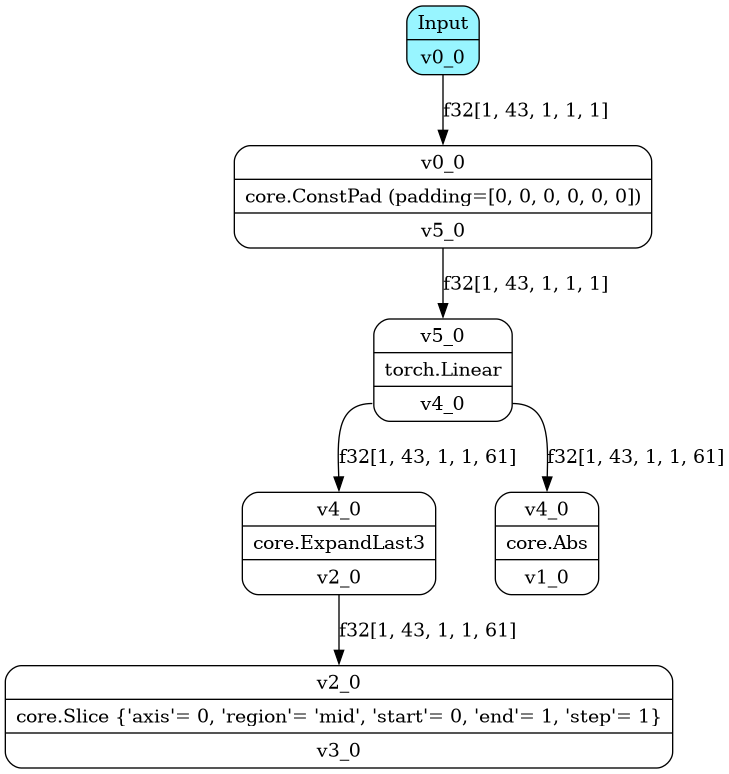 Input
v0_0
f32[1, 43, 1, 1, 1]
v0_0
core.ConstPad (padding=[0, 0, 0, 0, 0, 0])
v5_0
f32[1, 43, 1, 1, 1]
v5_0
torch.Linear
v4_0
f32[1, 43, 1, 1, 61]
f32[1, 43, 1, 1, 61]
v4_0
core.ExpandLast3
v2_0
v4_0
core.Abs
v1_0
f32[1, 43, 1, 1, 61]
v2_0
core.Slice {'axis'= 0, 'region'= 'mid', 'start'= 0, 'end'= 1, 'step'= 1}
v3_0